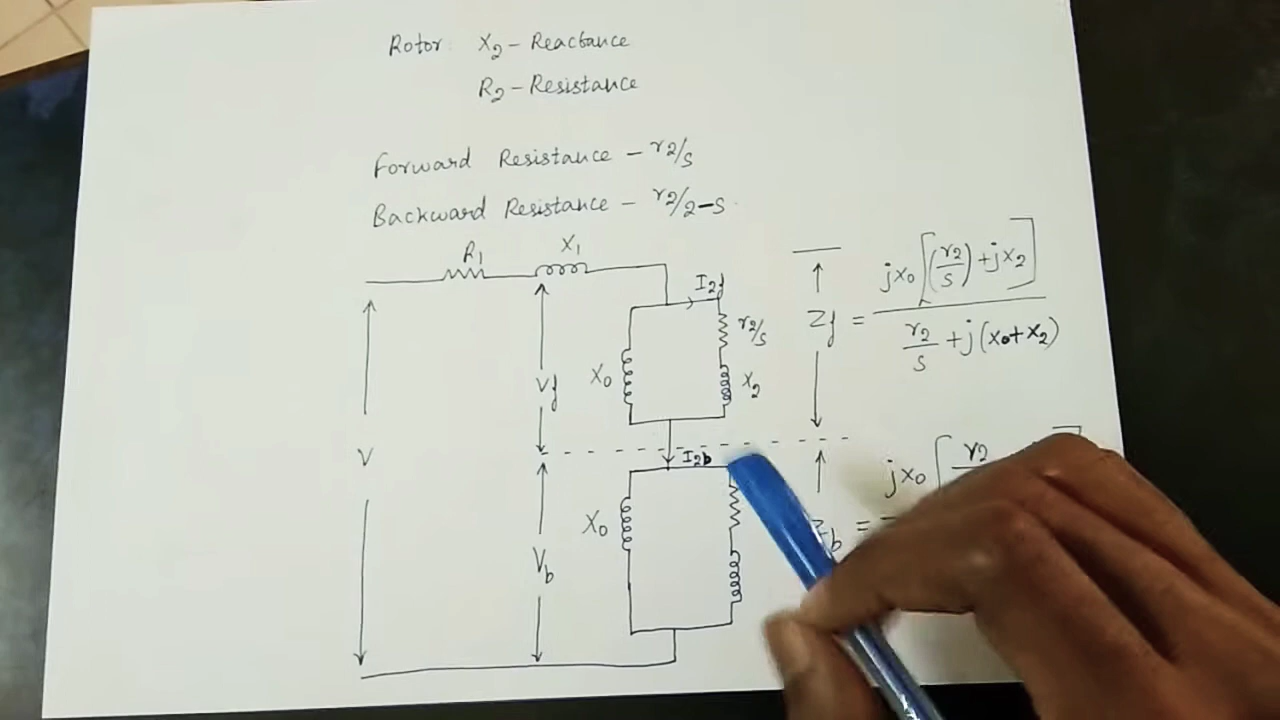 Rotor: X2 - Reactance
R2 - Resistance
Forward Resistance - r2/s
Backward Resistance - r2/2-s
R1
X1
I2f
r2/s
X0
X2
Vf
V
Zf = jx0[(r2/s)+jx2] / r2/s + j(x0+x2)
I2b
X0
Vb
b = jx0[r2